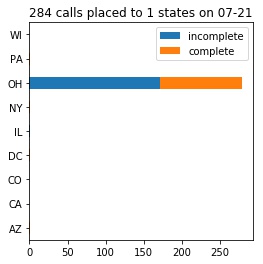 284 calls placed to 1 states on 07-21
incomplete
complete
WI
PA
OH
NY
IL
DC
CO
CA
AZ
0 50 100 150 200 250